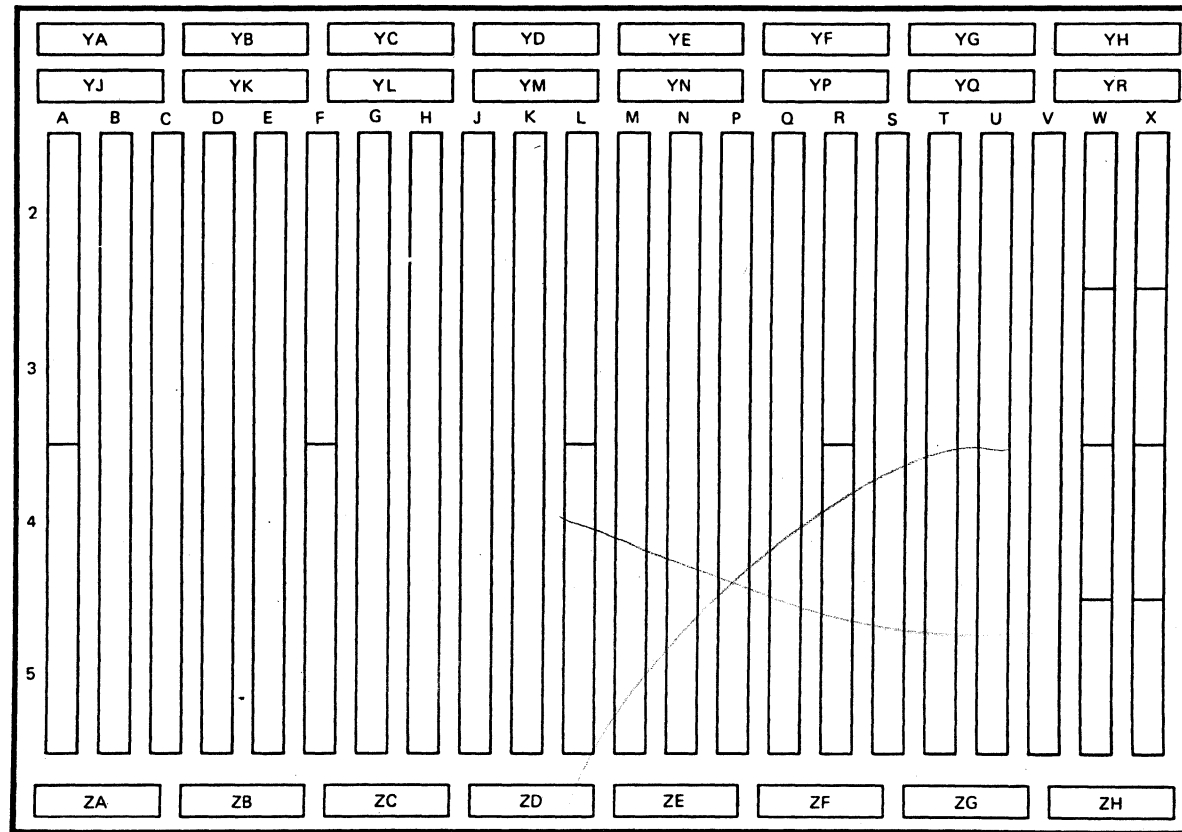 YA YB YC YD YE YF YG YH
YJ YK YL YM YN YP YQ YR
A B C D E F G H J K L M N P Q R S T U V W X
2
3
4
5
ZA ZB ZC ZD ZE ZF ZG ZH